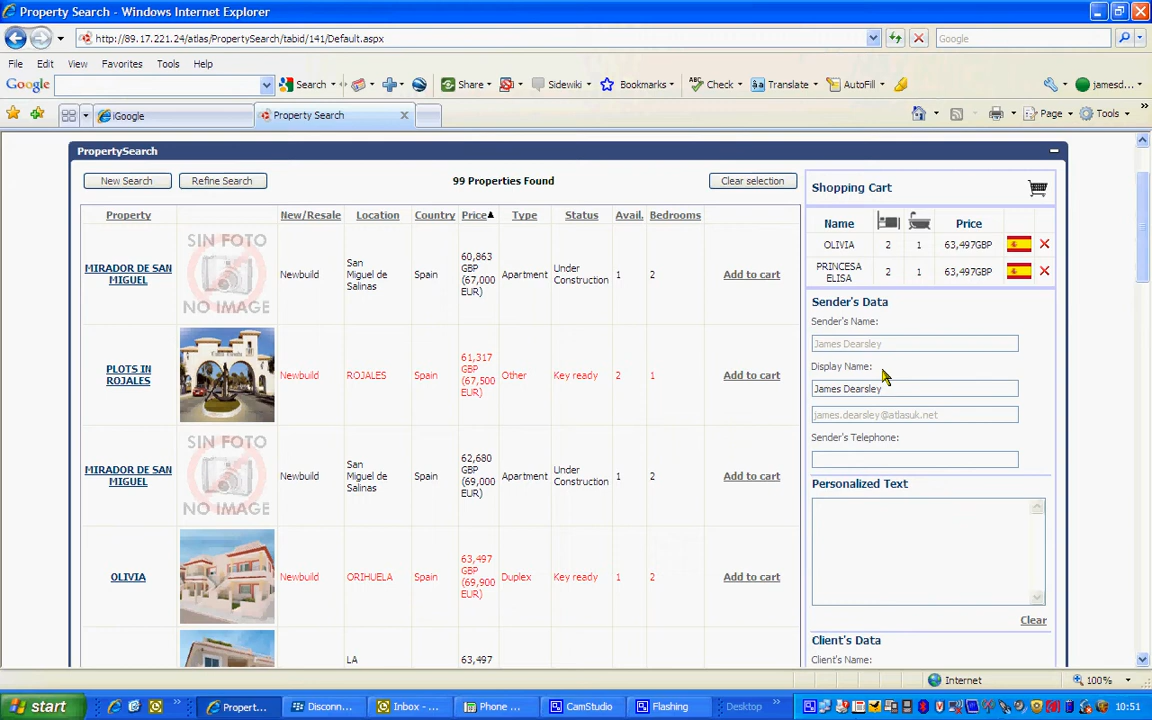 Property Search - Windows Internet Explorer
http://89.17.221.24/atlas/PropertySearch/tabid/141/Default.aspx
Google
File Edit View Favorites Tools Help
Google Search Share Sidewiki Bookmarks Check Translate AutoFill jamesd...
iGoogle Property Search Page Tools
PropertySearch
New Search Refine Search 99 Properties Found Clear selection
Property New/Resale Location Country Price Type Status Avail. Bedrooms
SIN FOTO
NO IMAGE
MIRADOR DE SAN
MIGUEL
Newbuild
San
Miguel de
Salinas
Spain
60,863
GBP
(67,000
EUR)
Apartment
Under
Construction
1
2
Add to cart
PLOTS IN
ROJALES
Newbuild
ROJALES
Spain
61,317
GBP
(67,500
EUR)
Other
Key ready
2
1
Add to cart
SIN FOTO
NO IMAGE
MIRADOR DE SAN
MIGUEL
Newbuild
San
Miguel de
Salinas
Spain
62,680
GBP
(69,000
EUR)
Apartment
Under
Construction
1
2
Add to cart
OLIVIA
Newbuild
ORIHUELA
Spain
63,497
GBP
(69,900
EUR)
Duplex
Key ready
1
2
Add to cart
LA
63,497
Shopping Cart
Name Price
OLIVIA 2 1 63,497GBP
PRINCESA
ELISA
2 1 63,497GBP
Sender's Data
Sender's Name:
James Dearsley
Display Name:
James Dearsley
james.dearsley@atlasuk.net
Sender's Telephone:
Personalized Text
Clear
Client's Data
Client's Name:
Internet 100%
start Propert... Disconn... Inbox - ... Phone ... CamStudio Flashing Desktop 10:51